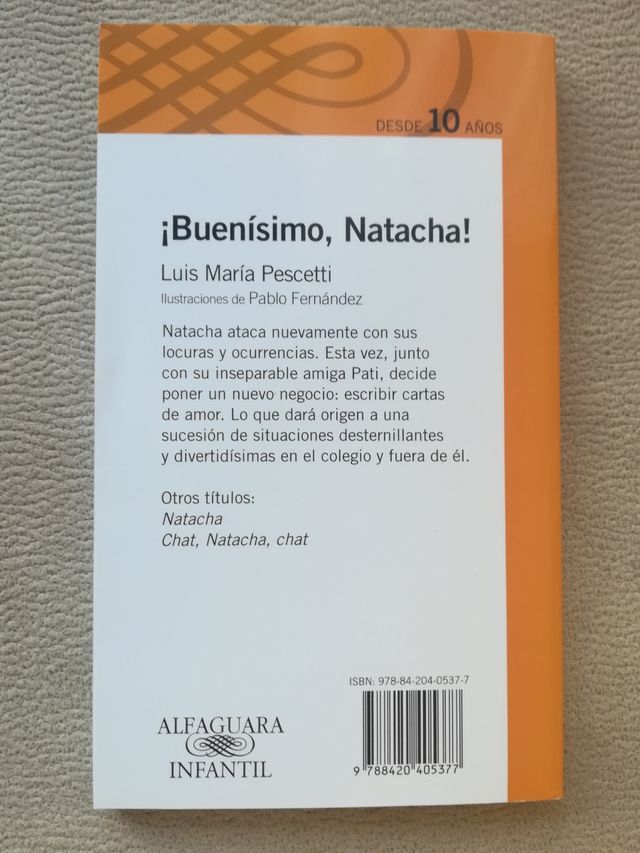 DESDE 10 AÑOS
¡Buenísimo, Natacha!
Luis María Pescetti
Ilustraciones de Pablo Fernández
Natacha ataca nuevamente con sus
locuras y ocurrencias. Esta vez, junto
con su inseparable amiga Pati, decide
poner un nuevo negocio: escribir cartas
de amor. Lo que dará origen a una
sucesión de situaciones desternillantes
y divertidísimas en el colegio y fuera de él.
Otros títulos:
Natacha
Chat, Natacha, chat
ISBN: 978-84-204-0537-7
9 788420 405377
ALFAGUARA
INFANTIL